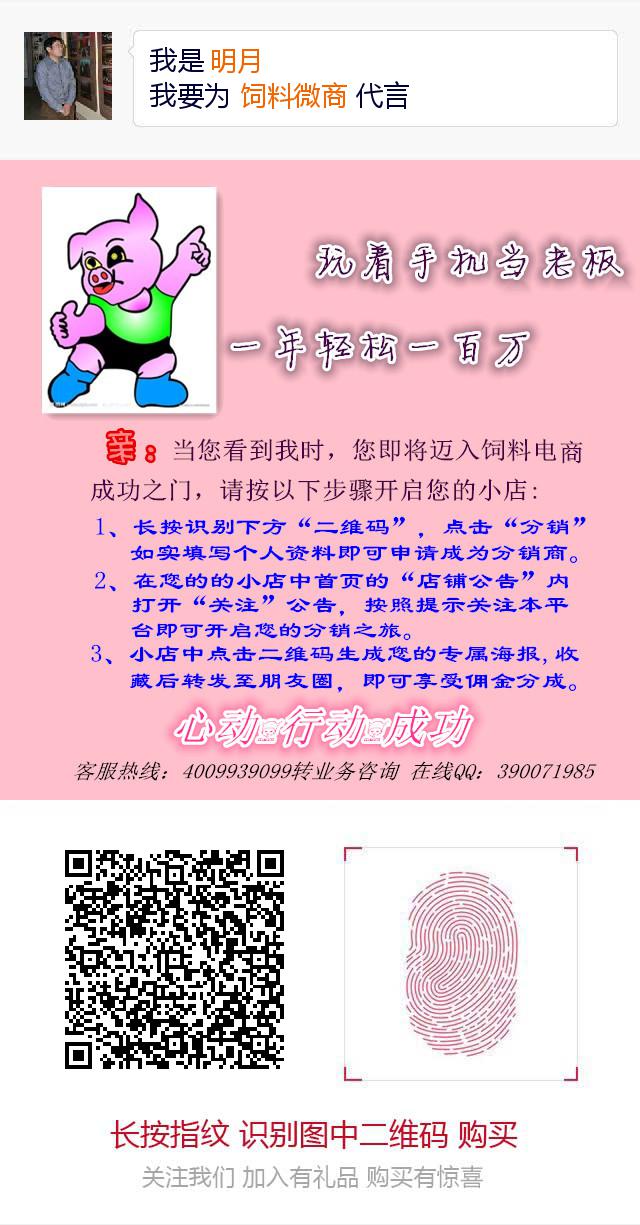 我是 明月
我要为 饲料微商 代言
玩着手机当老板
一年轻松一百万
亲：当您看到我时，您即将迈入饲料电商
成功之门，请按以下步骤开启您的小店:
1、长按识别下方“二维码”，点击“分销”
如实填写个人资料即可申请成为分销商。
2、在您的的小店中首页的“店铺公告”内
打开“关注”公告，按照提示关注本平
台即可开启您的分销之旅。
3、小店中点击二维码生成您的专属海报,收
藏后转发至朋友圈，即可享受佣金分成。
心动 行动 成功
客服热线：4009939099转业务咨询 在线QQ：390071985
长按指纹 识别图中二维码 购买
关注我们 加入有礼品 购买有惊喜